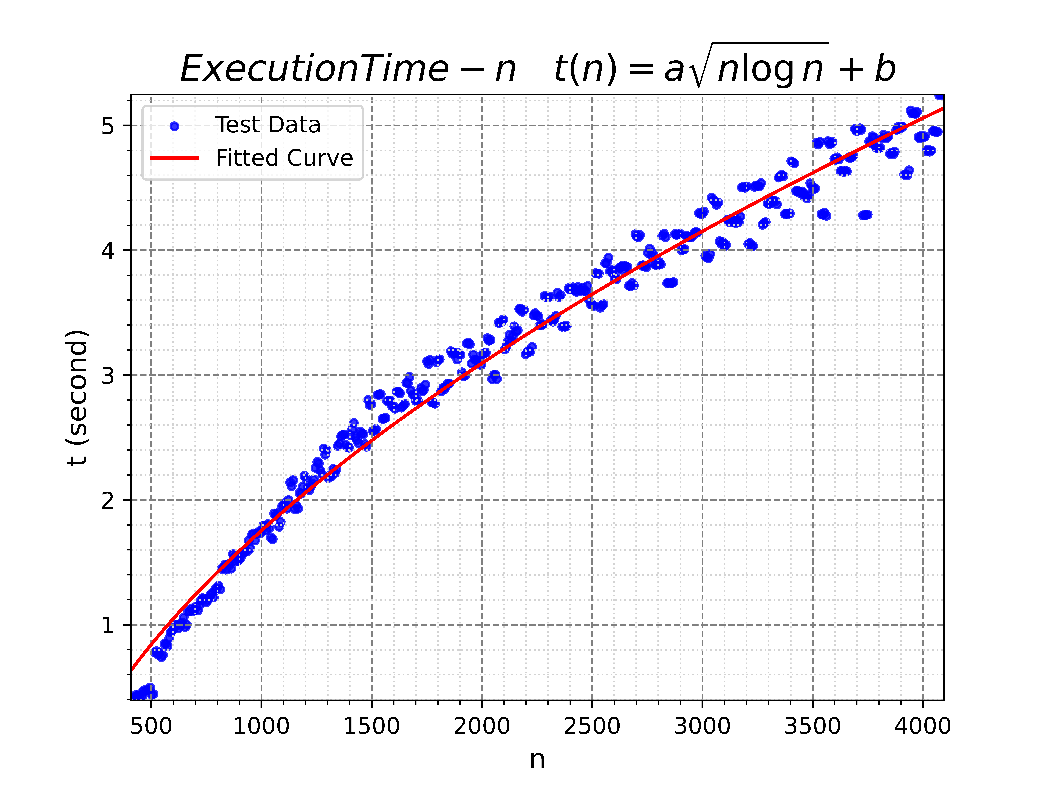 ExecutionTime − n t(n) = a√(n log n) + b
Test Data
Fitted Curve
t (second)
5
4
3
2
1
500 1000 1500 2000 2500 3000 3500 4000
n